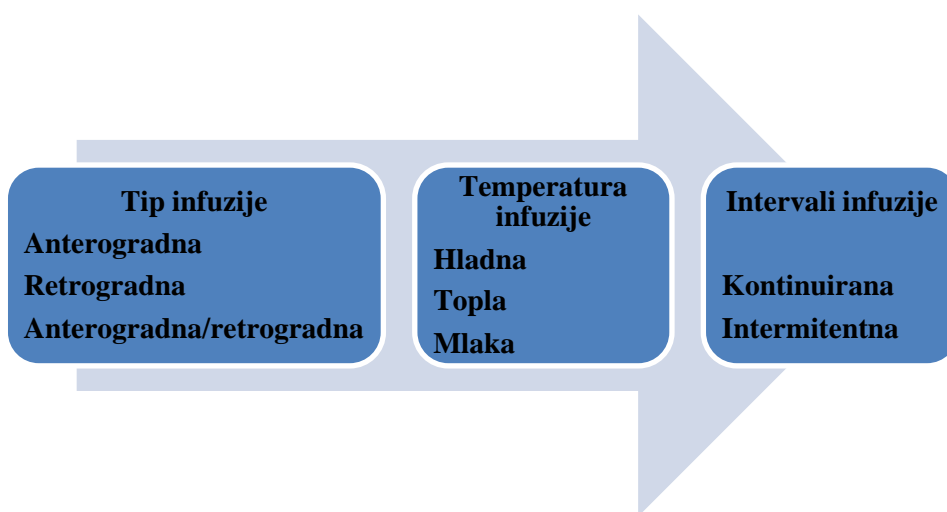 Tip infuzije
Anterogradna
Retrogradna
Anterogradna/retrogradna
Temperatura
infuzije
Hladna
Topla
Mlaka
Intervali infuzije
Kontinuirana
Intermitentna